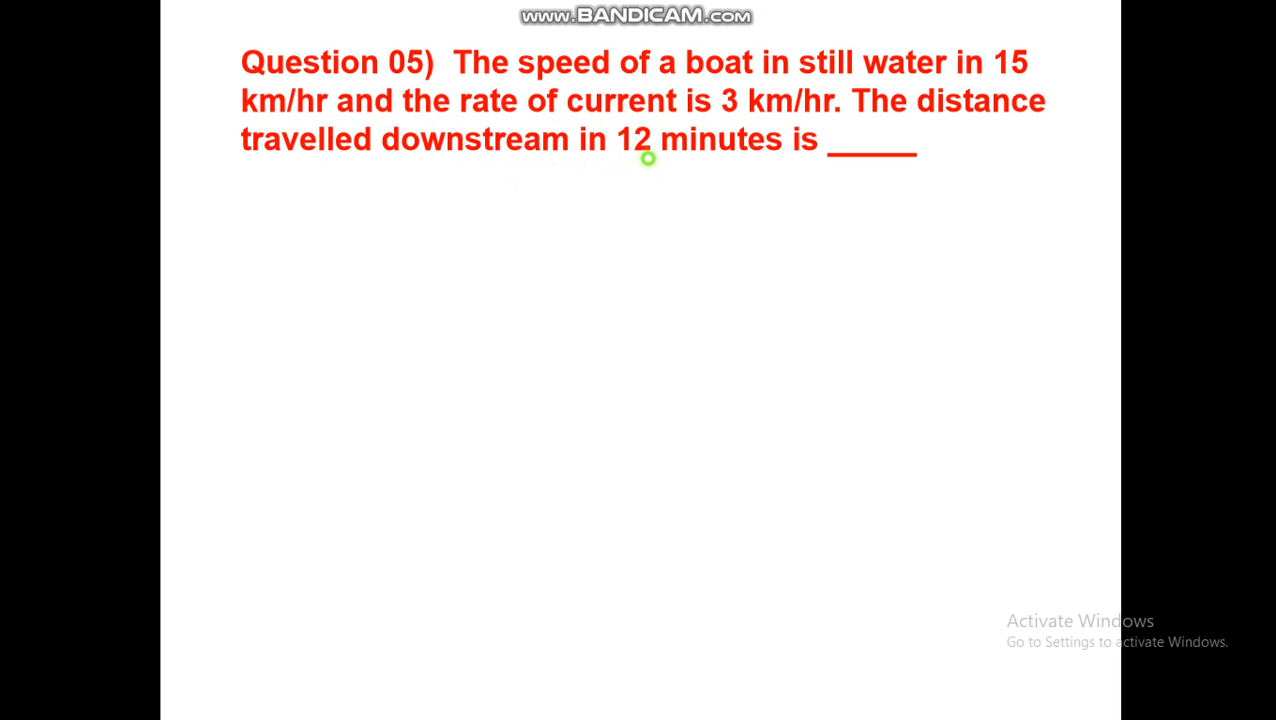 www.BANDICAM.com
Question 05)  The speed of a boat in still water in 15
km/hr and the rate of current is 3 km/hr. The distance
travelled downstream in 12 minutes is _____
Activate Windows
Go to Settings to activate Windows.